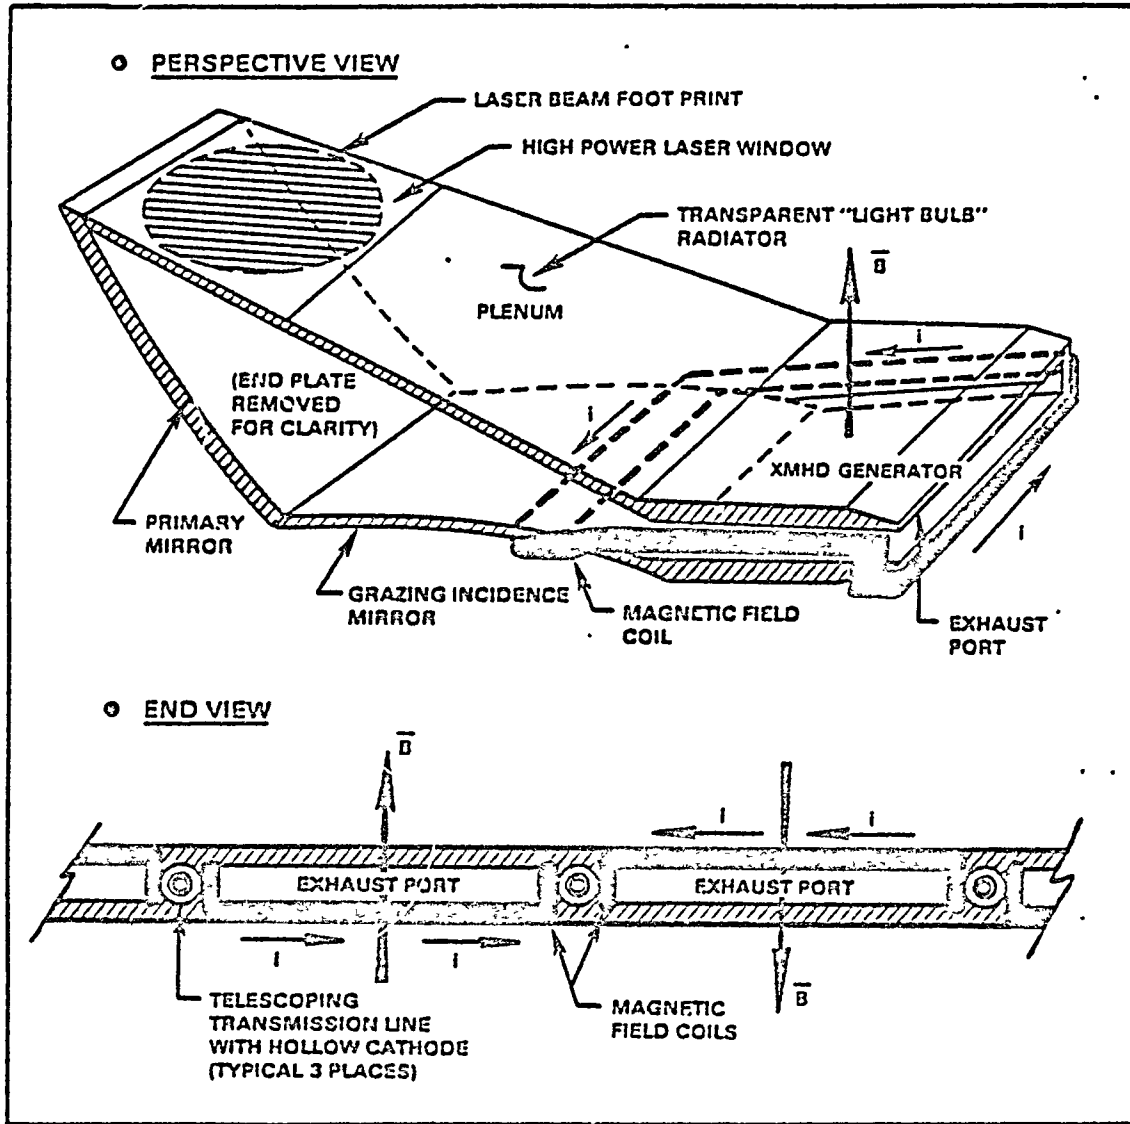 PERSPECTIVE VIEW
LASER BEAM FOOT PRINT
HIGH POWER LASER WINDOW
TRANSPARENT "LIGHT BULB"
RADIATOR
B
PLENUM
i
(END PLATE
REMOVED
FOR CLARITY)
i
XMHD GENERATOR
PRIMARY
MIRROR
i
GRAZING INCIDENCE
MIRROR
MAGNETIC FIELD
COIL
EXHAUST
PORT
END VIEW
B
i
i
EXHAUST PORT
EXHAUST PORT
i
i
B
TELESCOPING
TRANSMISSION LINE
WITH HOLLOW CATHODE
(TYPICAL 3 PLACES)
MAGNETIC
FIELD COILS